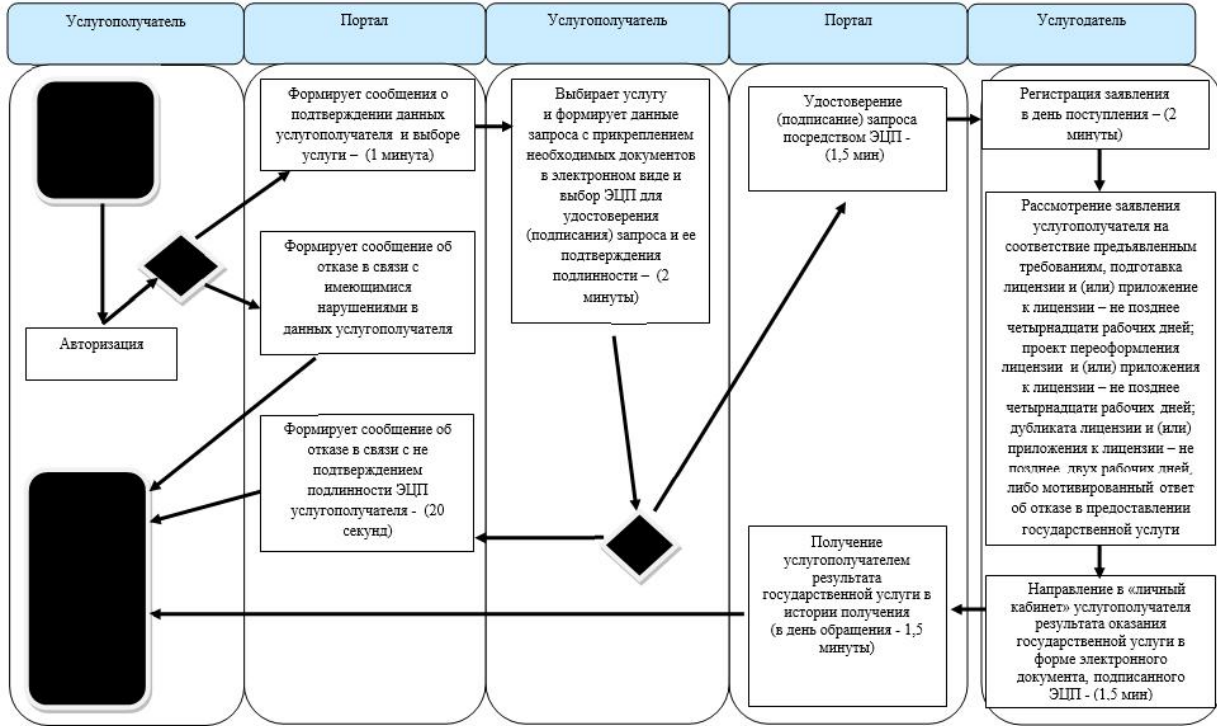 Услугополучатель
Портал
Услугополучатель
Портал
Услугодатель
Авторизация
Формирует сообщения о
подтверждении данных
услугополучателя и выборе
услуги – (1 минута)
Формирует сообщение об
отказе в связи с
имеющимися
нарушениями в
данных услугополучателя
Формирует сообщение об
отказе в связи с не
подтверждением
подлинности ЭЦП
услугополучателя - (20
секунд)
Выбирает услугу
и формирует данные
запроса с прикреплением
необходимых документов
в электронном виде и
выбор ЭЦП для
удостоверения
(подписания) запроса и ее
подтверждения
подлинности – (2
минуты)
Удостоверение
(подписание) запроса
посредством ЭЦП -
(1,5 мин)
Получение
услугополучателем
результата
государственной услуги в
истории получения
(в день обращения - 1,5
минуты)
Регистрация заявления
в день поступления – (2
минуты)
Рассмотрение заявления
услугополучателя на
соответствие предъявленным
требованиям, подготовка
лицензии и (или) приложение
к лицензии – не позднее
четырнадцати рабочих дней;
проект переоформления
лицензии и (или) приложения
к лицензии – не позднее
четырнадцати рабочих дней;
дубликата лицензии и (или)
приложения к лицензии – не
позднее двух рабочих дней,
либо мотивированный ответ
об отказе в предоставлении
государственной услуги
Направление в «личный
кабинет» услугополучателя
результата оказания
государственной услуги в
форме электронного
документа, подписанного
ЭЦП - (1,5 мин)